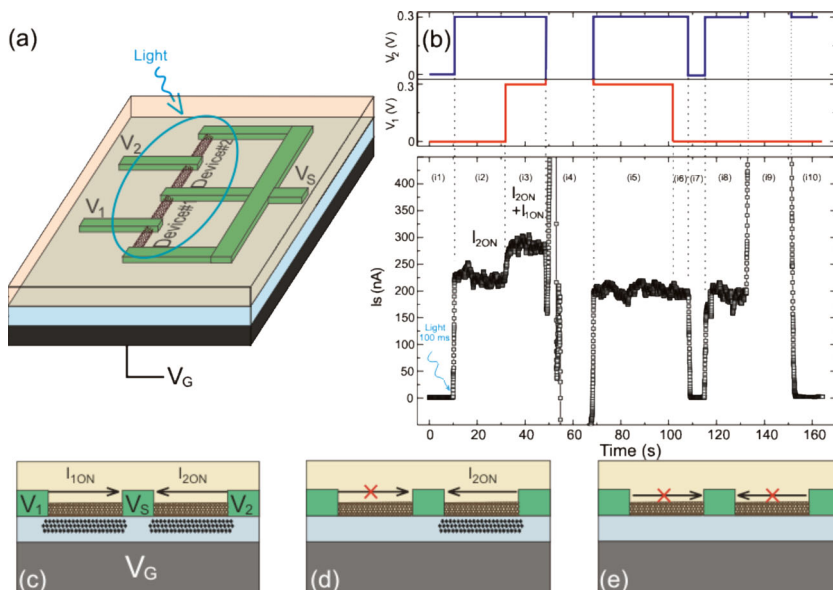 (a)
Light
V2
V1
Device#2
Device#1
VS
VG
(b)
V2 (V)
0.3
0
V1 (V)
0.3
0
Is (nA)
400
350
300
250
200
150
100
50
0
(i1)
(i2)
(i3)
(i4)
(i5)
(i6)
(i7)
(i8)
(i9)
(i10)
I2ON
I2ON
+I1ON
Light
100 ms
0 20 40 60 80 100 120 140 160
Time (s)
I1ON
I2ON
V1
VS
V2
(c)
VG
I2ON
(d)
(e)